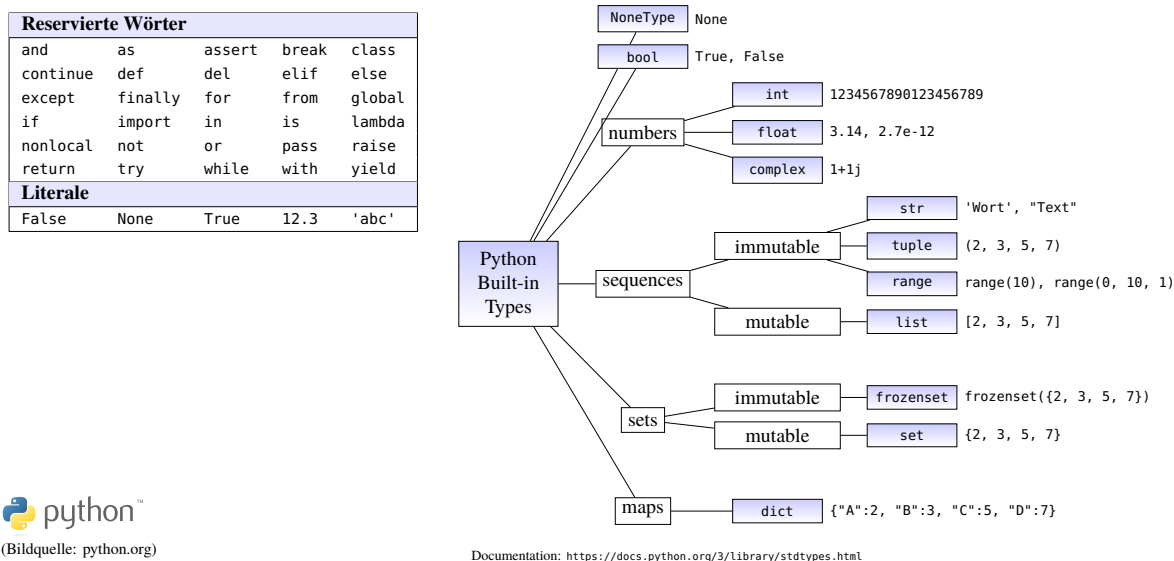 Reservierte Wörter
and as assert break class
continue def del elif else
except finally for from global
if import in is lambda
nonlocal not or pass raise
return try while with yield
Literale
False None True 12.3 'abc'
NoneType None
bool True, False
numbers
int 1234567890123456789
float 3.14, 2.7e-12
complex 1+1j
Python
Built-in
Types
sequences
immutable
str 'Wort', "Text"
tuple (2, 3, 5, 7)
range range(10), range(0, 10, 1)
mutable
list [2, 3, 5, 7]
sets
immutable
frozenset frozenset({2, 3, 5, 7})
mutable
set {2, 3, 5, 7}
maps
dict {"A":2, "B":3, "C":5, "D":7}
python™
(Bildquelle: python.org)
Documentation: https://docs.python.org/3/library/stdtypes.html